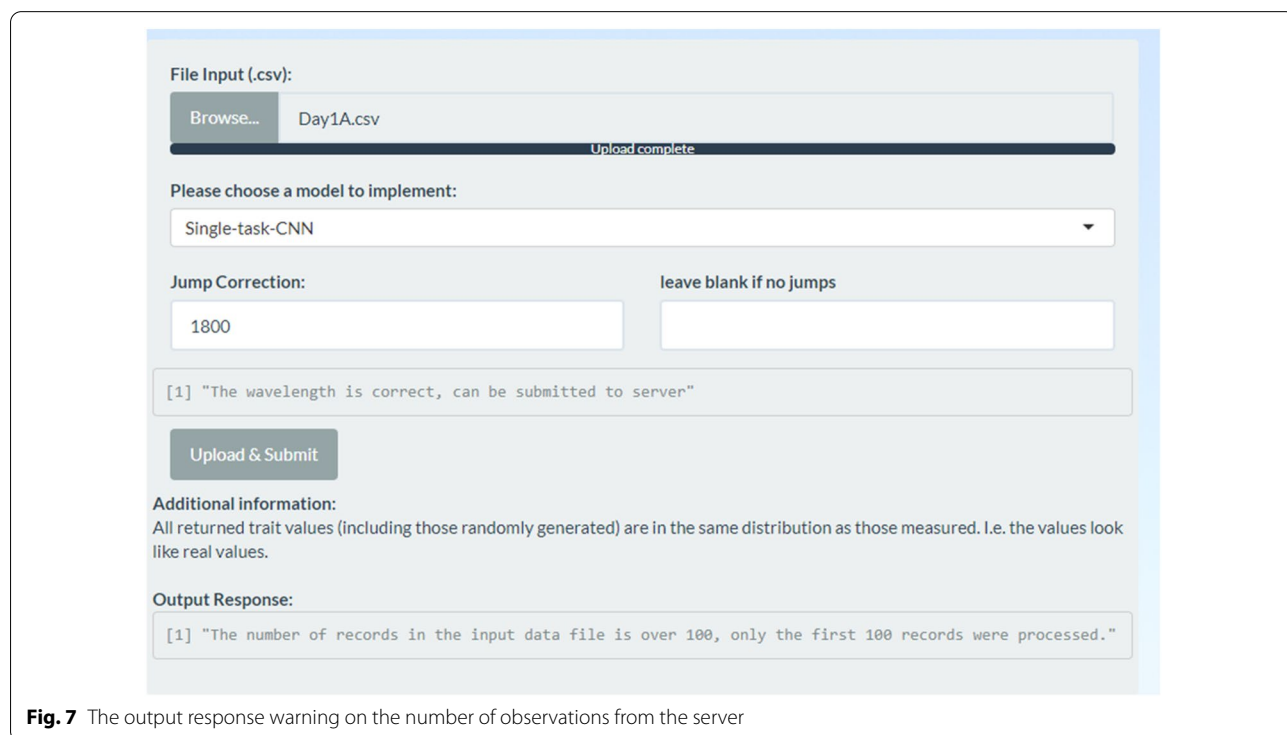 File Input (.csv):
Browse...
Day1A.csv
Upload complete
Please choose a model to implement:
Single-task-CNN
Jump Correction:
leave blank if no jumps
1800
[1] "The wavelength is correct, can be submitted to server"
Upload & Submit
Additional information:
All returned trait values (including those randomly generated) are in the same distribution as those measured. I.e. the values look
like real values.
Output Response:
[1] "The number of records in the input data file is over 100, only the first 100 records were processed."
Fig. 7 The output response warning on the number of observations from the server